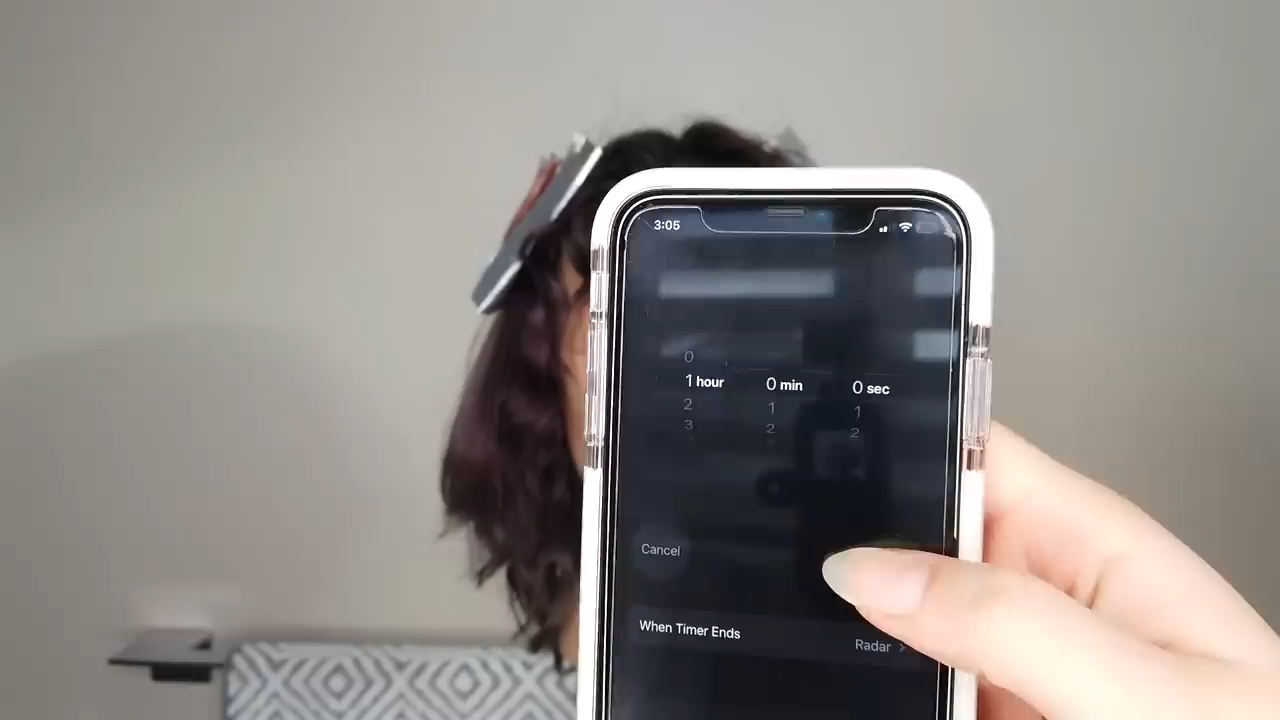 3:05
0
1 hour 0 min 0 sec
2 1 1
3 2 2
Cancel
When Timer Ends
Radar